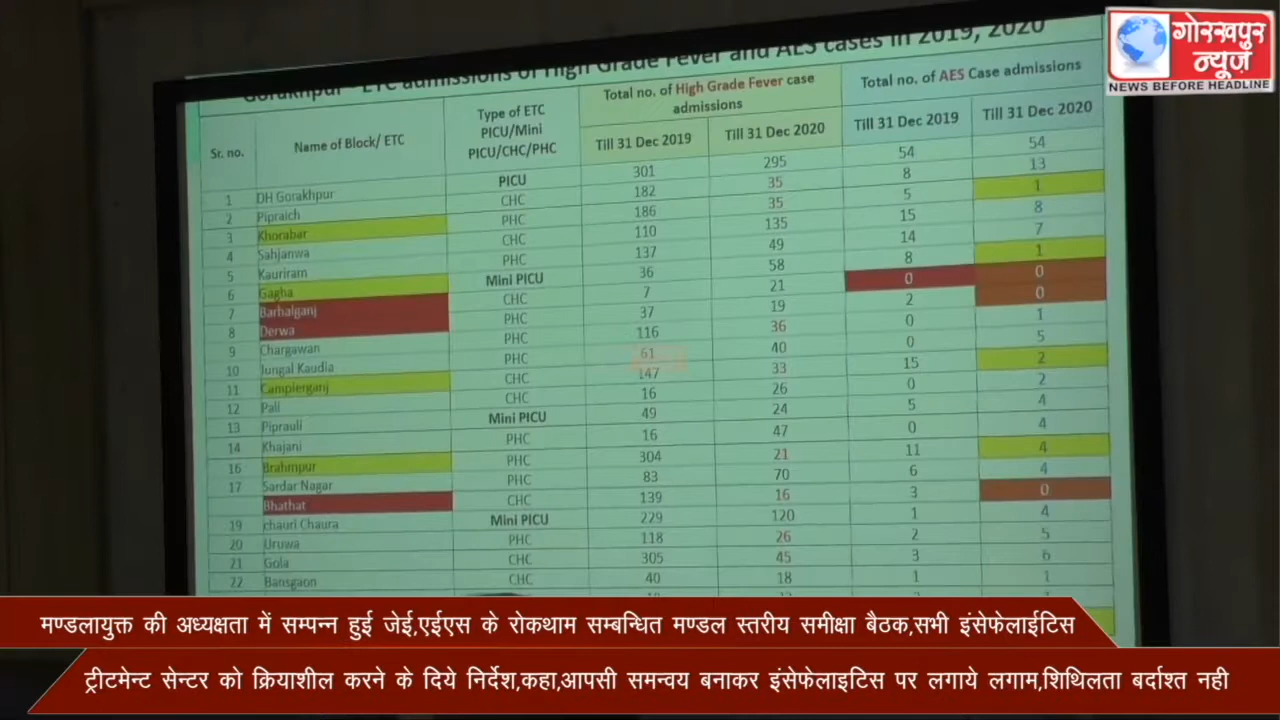 गोरखपुर
न्यूज़
NEWS BEFORE HEADLINE
Gorakhpur - ETC admissions of High Grade Fever and AES cases in 2019, 2020
Sr. no. Name of Block/ ETC Type of ETC PICU/Mini PICU/CHC/PHC Total no. of High Grade Fever case admissions Total no. of AES Case admissions
Till 31 Dec 2019 Till 31 Dec 2020 Till 31 Dec 2019 Till 31 Dec 2020
1 DH Gorakhpur PICU 301 295 54 54
2 Pipraich CHC 182 35 8 13
3 Khorabar PHC 186 35 5 1
4 Sahjanwa CHC 110 135 15 8
5 Kauriram PHC 137 49 14 7
6 Gagha Mini PICU 36 58 8 1
7 Barhalganj CHC 7 21 0 0
8 Derwa PHC 37 19 2 0
9 Chargawan PHC 116 36 0 1
10 Jungal Kaudia PHC 61 40 0 5
11 Camplerganj CHC 147 33 15 2
12 Pali CHC 16 26 0 2
13 Piprauli Mini PICU 49 24 5 4
14 Khajani PHC 16 47 0 4
16 Brahmpur PHC 304 21 11 4
17 Sardar Nagar PHC 83 70 6 4
Bhathat CHC 139 16 3 0
19 chauri Chaura Mini PICU 229 120 1 4
20 Uruwa PHC 118 26 2 5
21 Gola CHC 305 45 3 6
22 Bansgaon CHC 40 18 1 1
मण्डलायुक्त की अध्यक्षता में सम्पन्न हुई जेई,एईएस के रोकथाम सम्बन्धित मण्डल स्तरीय समीक्षा बैठक,सभी इंसेफेलाईटिस
ट्रीटमेन्ट सेन्टर को क्रियाशील करने के दिये निर्देश,कहा,आपसी समन्वय बनाकर इंसेफेलाइटिस पर लगाये लगाम,शिथिलता बर्दाश्त नही